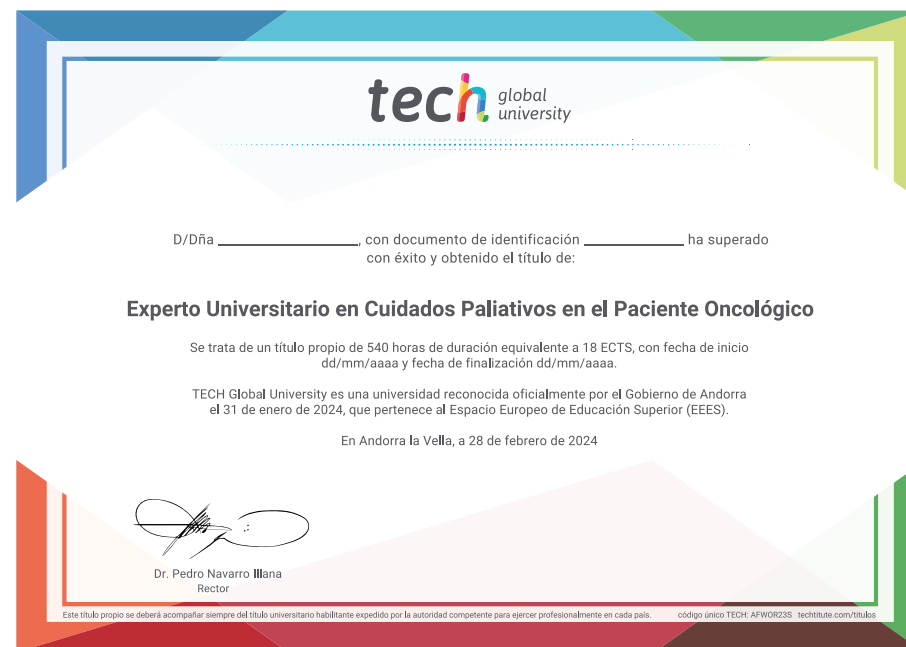 tech global university
D/Dña , con documento de identificación ha superado
con éxito y obtenido el título de:
Experto Universitario en Cuidados Paliativos en el Paciente Oncológico
Se trata de un título propio de 540 horas de duración equivalente a 18 ECTS, con fecha de inicio
dd/mm/aaaa y fecha de finalización dd/mm/aaaa.
TECH Global University es una universidad reconocida oficialmente por el Gobierno de Andorra
el 31 de enero de 2024, que pertenece al Espacio Europeo de Educación Superior (EEES).
En Andorra la Vella, a 28 de febrero de 2024
Dr. Pedro Navarro Illana
Rector
Este título propio se deberá acompañar siempre del título universitario habilitante expedido por la autoridad competente para ejercer profesionalmente en cada país. código único TECH: AFWOR23S techtitute.com/titulos